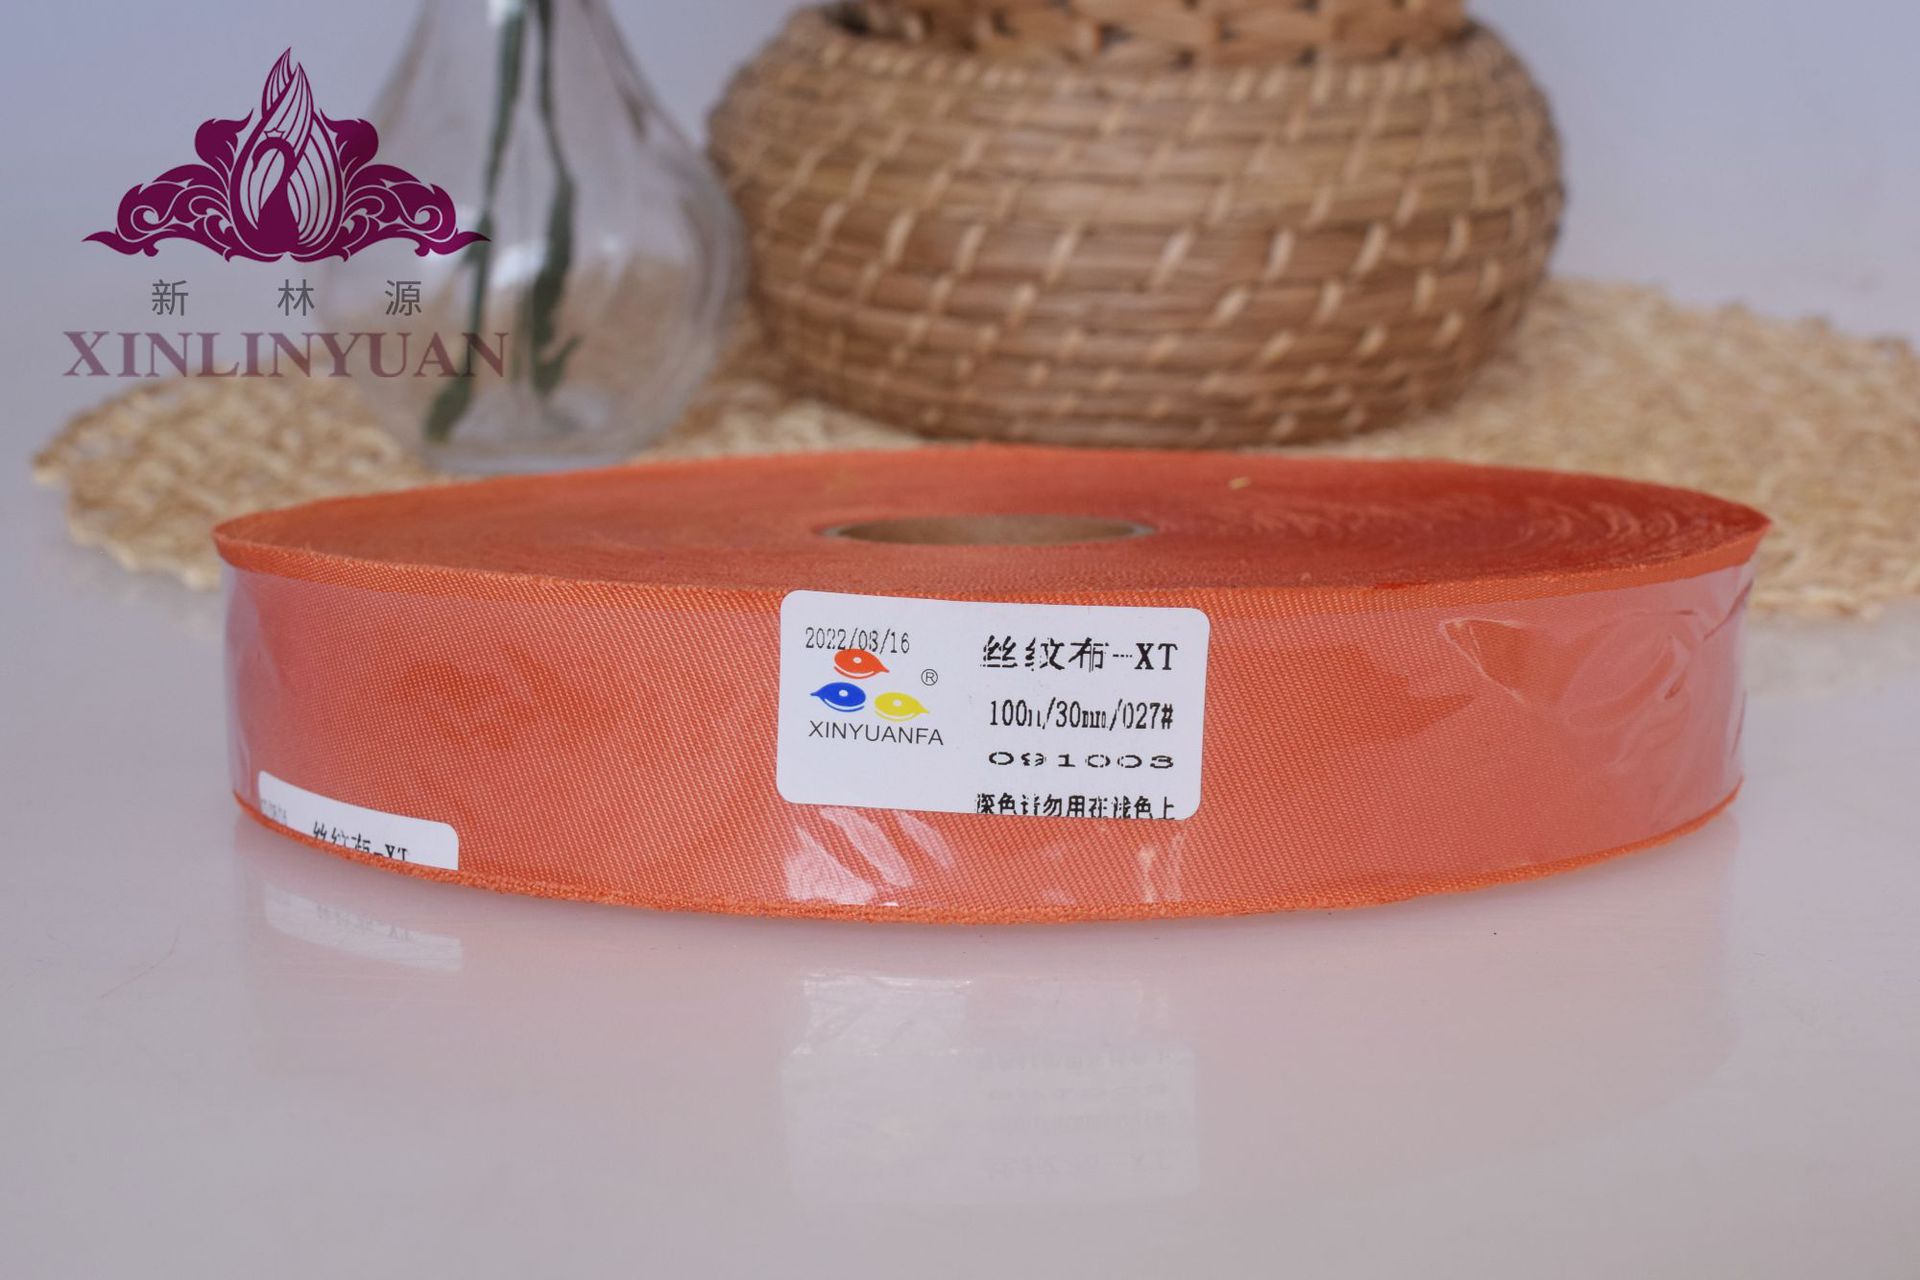 新林源
XINLINYUAN
2022/08/16
®
XINYUANFA
丝纹布-XT
100m/30mm/027#
091003
深色请勿用在浅色上
丝纹布-XT